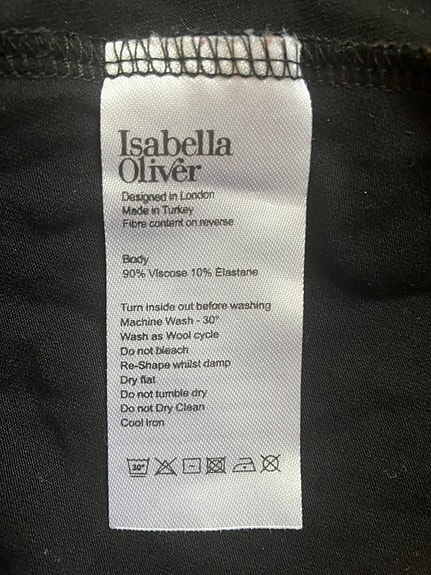 Isabella
Oliver
Designed in London
Made in Turkey
Fibre content on reverse
Body
90% Viscose 10% Elastane
Turn inside out before washing
Machine Wash - 30°
Wash as Wool cycle
Do not bleach
Re-Shape whilst damp
Dry flat
Do not tumble dry
Do not Dry Clean
Cool Iron
30°